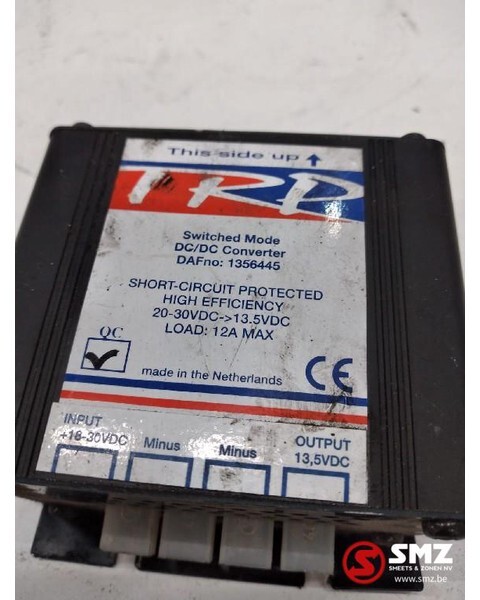 This side up ↑
TRD
Switched Mode
DC/DC Converter
DAFno: 1356445
SHORT-CIRCUIT PROTECTED
HIGH EFFICIENCY
20-30VDC->13.5VDC
LOAD: 12A MAX
QC
made in the Netherlands
CE
INPUT
+18-30VDC
Minus
Minus
OUTPUT
13,5VDC
SMZ
SMEETS & ZONEN NV
www.smz.be